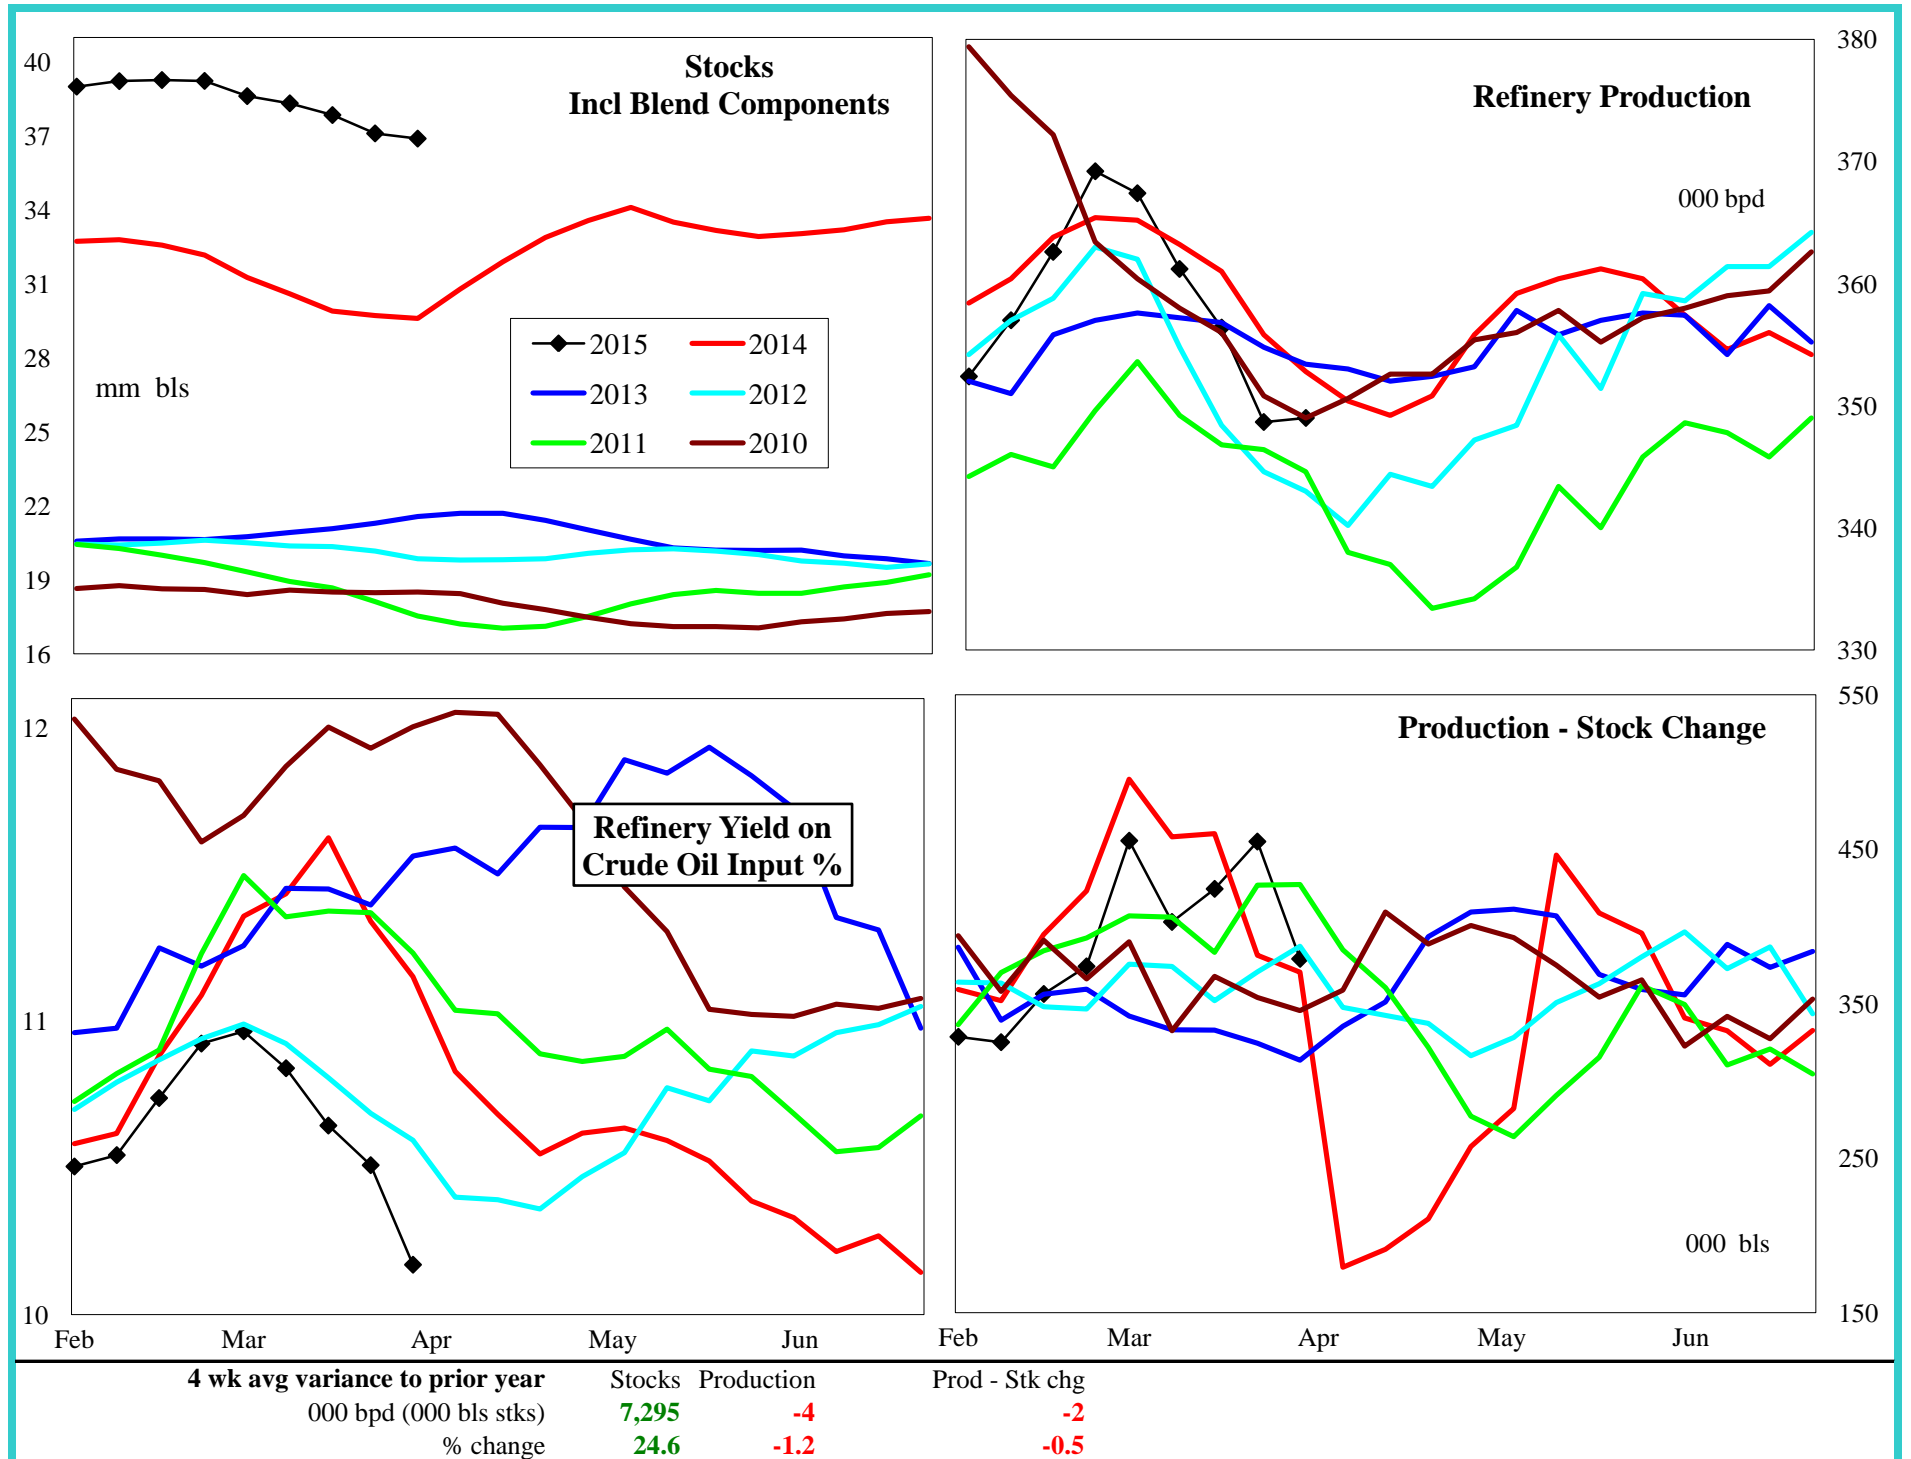 Stocks
Incl Blend Components
40
37
34
31
28
25
22
19
16
mm bls
2015
2014
2013
2012
2011
2010
Refinery Production
000 bpd
380
370
360
350
340
330
12
11
10
Refinery Yield on
Crude Oil Input %
Feb Mar Apr May Jun
Production - Stock Change
550
450
350
250
150
000 bls
Feb Mar Apr May Jun
4 wk avg variance to prior year Stocks Production Prod - Stk chg
000 bpd (000 bls stks) 7,295 -4 -2
% change 24.6 -1.2 -0.5